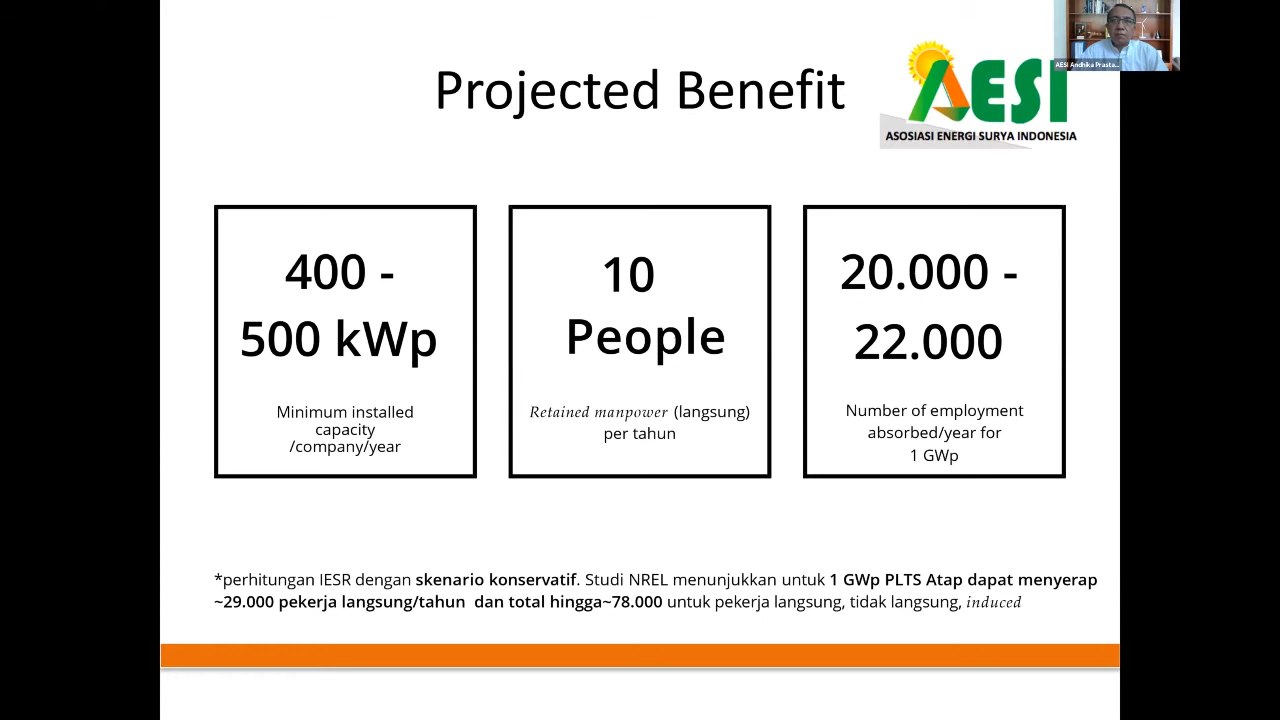 Projected Benefit
AESI
ASOSIASI ENERGI SURYA INDONESIA
AESI Andhika Prasta...
400 -
500 kWp
Minimum installed
capacity
/company/year
10
People
Retained manpower (langsung)
per tahun
20.000 -
22.000
Number of employment
absorbed/year for
1 GWp
*perhitungan IESR dengan skenario konservatif. Studi NREL menunjukkan untuk 1 GWp PLTS Atap dapat menyerap
~29.000 pekerja langsung/tahun  dan total hingga~78.000 untuk pekerja langsung, tidak langsung, induced